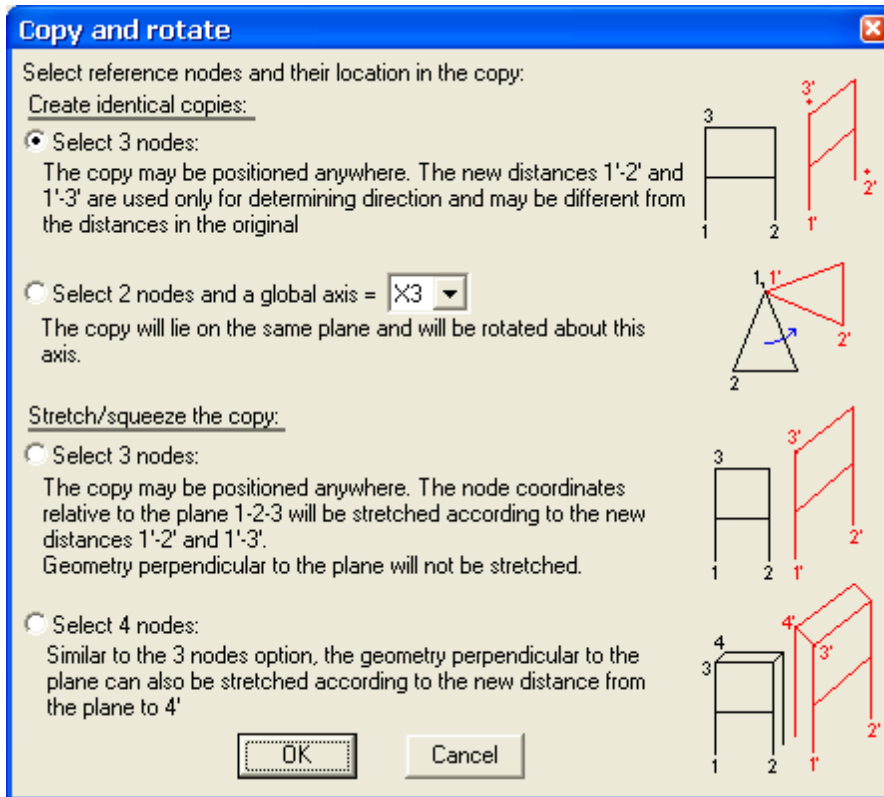 Copy and rotate
Select reference nodes and their location in the copy:
Create identical copies:
Select 3 nodes:
The copy may be positioned anywhere. The new distances 1'-2' and
1'-3' are used only for determining direction and may be different from
the distances in the original
3
3'
1
2
1'
2'
Select 2 nodes and a global axis = X3
The copy will lie on the same plane and will be rotated about this
axis.
1, 1'
2
2'
Stretch/squeeze the copy:
Select 3 nodes:
The copy may be positioned anywhere. The node coordinates
relative to the plane 1-2-3 will be stretched according to the new
distances 1'-2' and 1'-3'.
Geometry perpendicular to the plane will not be stretched.
3
3'
1
2
1'
2'
Select 4 nodes:
Similar to the 3 nodes option, the geometry perpendicular to the
plane can also be stretched according to the new distance from
the plane to 4'
4
4'
3
3'
1
2
1'
2'
OK
Cancel